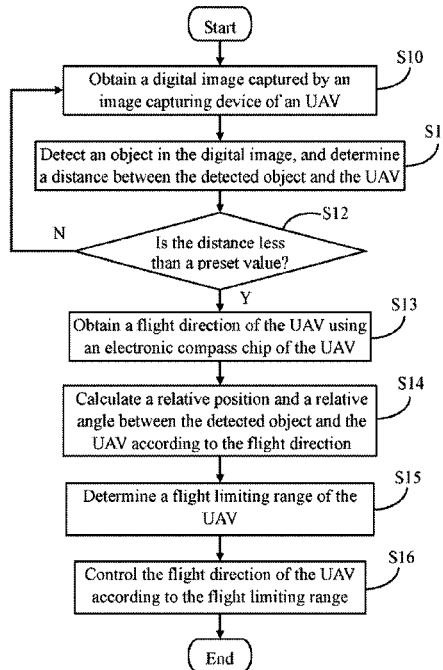 Start
S10
Obtain a digital image captured by an
image capturing device of an UAV
S1
Detect an object in the digital image, and determine
a distance between the detected object and the UAV
S12
N
Is the distance less
than a preset value?
Y
S13
Obtain a flight direction of the UAV using
an electronic compass chip of the UAV
S14
Calculate a relative position and a relative
angle between the detected object and the
UAV according to the flight direction
S15
Determine a flight limiting range of the
UAV
S16
Control the flight direction of the UAV
according to the flight limiting range
End